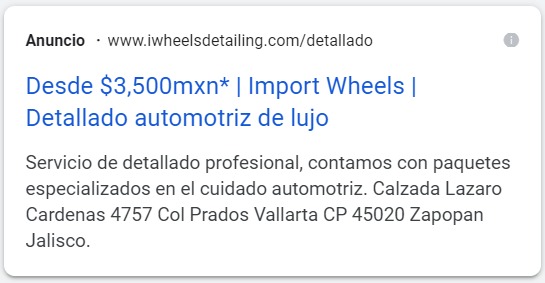 Anuncio · www.iwheelsdetailing.com/detallado
Desde $3,500mxn* | Import Wheels |
Detallado automotriz de lujo
Servicio de detallado profesional, contamos con paquetes
especializados en el cuidado automotriz. Calzada Lazaro
Cardenas 4757 Col Prados Vallarta CP 45020 Zapopan
Jalisco.